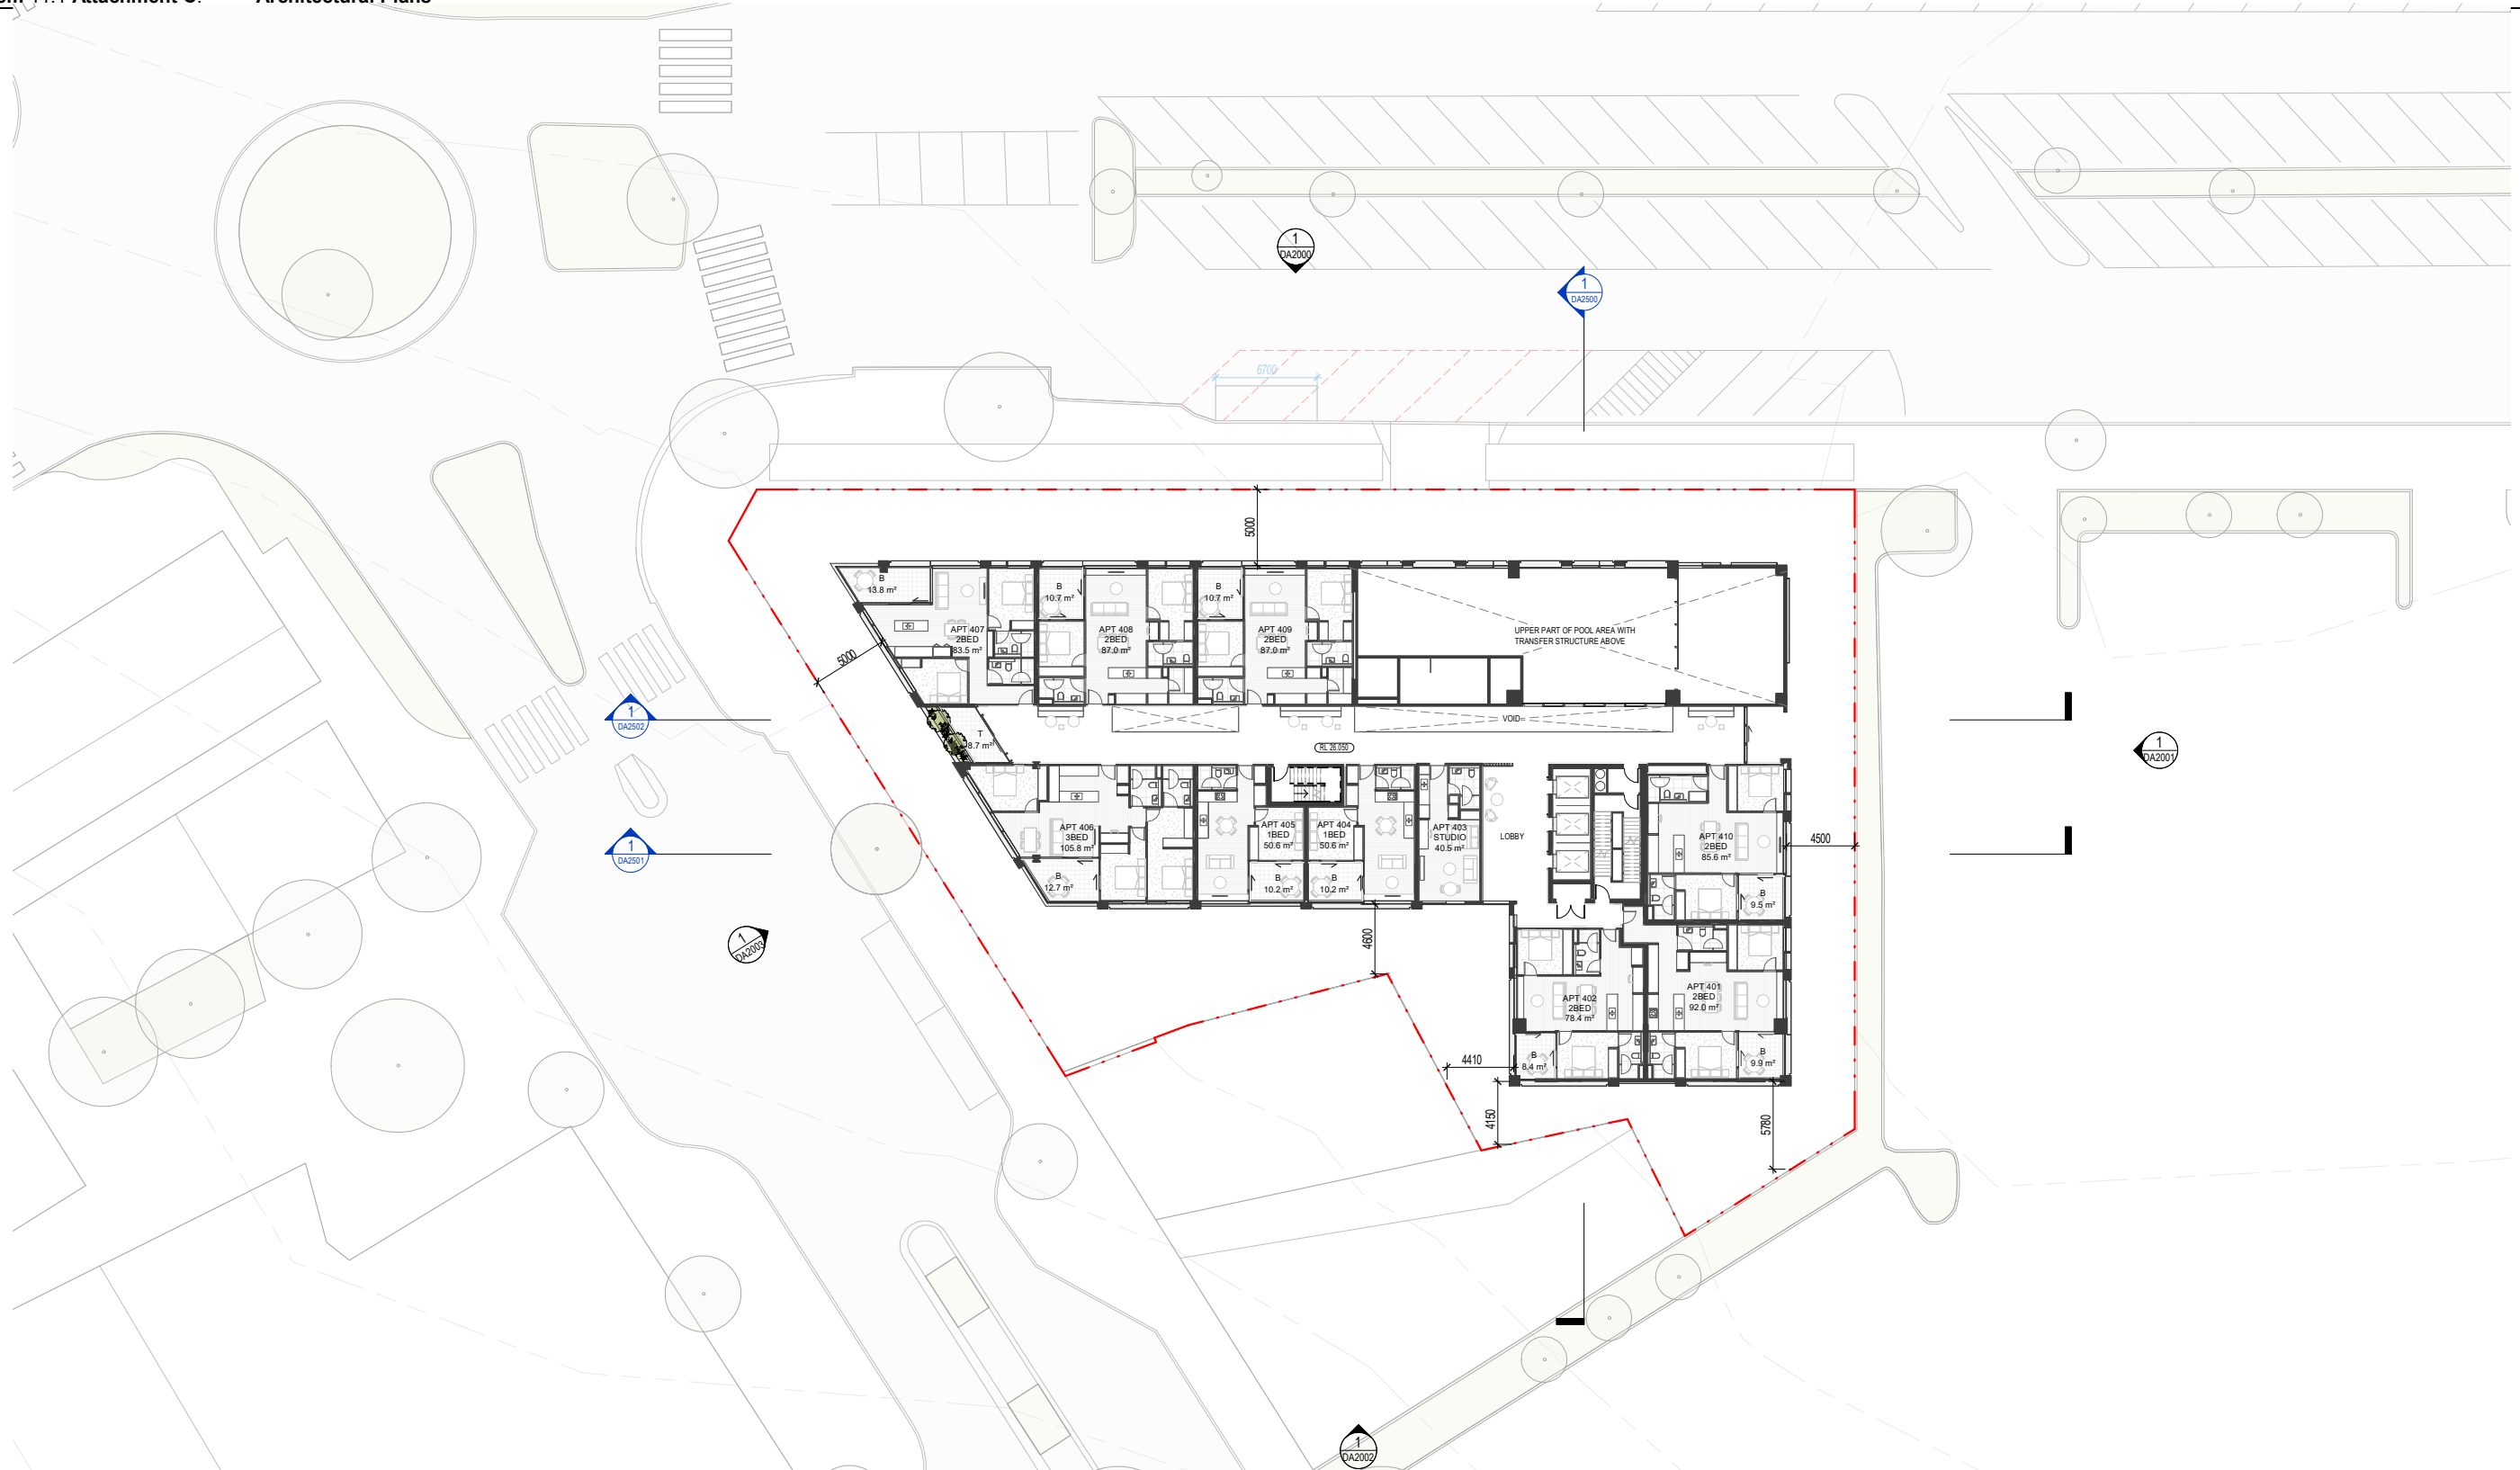 Attachment C: Architectural Plans
1
DA2000
1
DA2500
6700
5000
B
13.8 m²
B
10.7 m²
B
10.7 m²
APT 407
2BED
83.5 m²
APT 408
2BED
87.0 m²
APT 409
2BED
87.0 m²
UPPER PART OF POOL AREA WITH
TRANSFER STRUCTURE ABOVE
5000
1
DA2502
T
8.7 m²
VOID
RL 26.050
1
DA2001
APT 406
3BED
105.8 m²
APT 405
1BED
50.6 m²
APT 404
1BED
50.6 m²
APT 403
STUDIO
40.5 m²
LOBBY
APT 410
2BED
85.6 m²
4500
1
DA2501
B
12.7 m²
B
10.2 m²
B
10.2 m²
B
9.5 m²
1
DA2003
4600
APT 402
2BED
78.4 m²
APT 401
2BED
92.0 m²
4410
B
8.4 m²
B
9.9 m²
4150
5780
1
DA2002